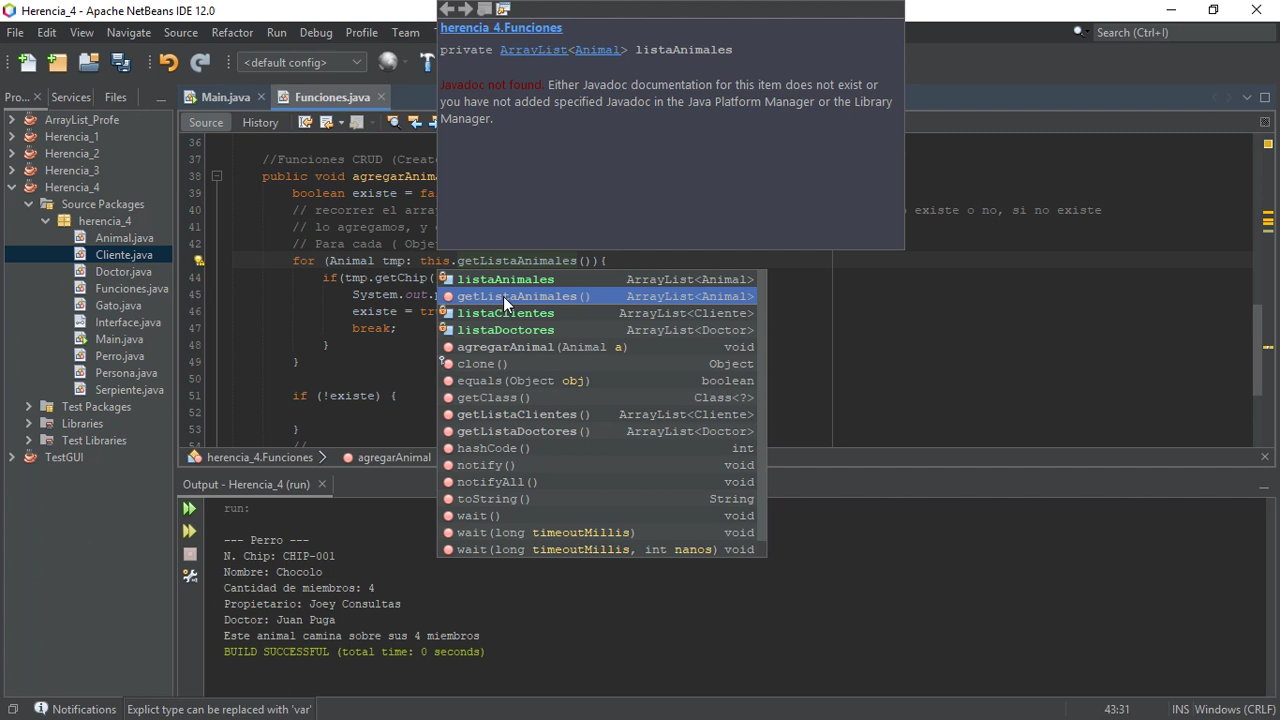 Herencia_4 - Apache NetBeans IDE 12.0
File Edit View Navigate Source Refactor Run Debug Profile Team
Search (Ctrl+I)
<default config>
herencia_4.Funciones
private ArrayList<Animal> listaAnimales
Javadoc not found. Either Javadoc documentation for this item does not exist or
you have not added specified Javadoc in the Java Platform Manager or the Library
Manager.
Pro... Services Files
Main.java Funciones.java
Source History
ArrayList_Profe
Herencia_1
Herencia_2
Herencia_3
Herencia_4
Source Packages
herencia_4
Animal.java
Cliente.java
Doctor.java
Funciones.java
Gato.java
Interface.java
Main.java
Perro.java
Persona.java
Serpiente.java
Test Packages
Libraries
Test Libraries
TestGUI
36
37 //Funciones CRUD (Creat
38 public void agregarAnim
39 boolean existe = fa
40 // recorrer el arra existe o no, si no existe
41 // lo agregamos, y
42 // Para cada ( Obje
for (Animal tmp: this.getListaAnimales()){
44 if(tmp.getChip(
45 System.out.
46 existe = tr
47 break;
48 }
49 }
50
51 if (!existe) {
52
53 }
54 //
listaAnimales ArrayList<Animal>
getListaAnimales() ArrayList<Animal>
listaClientes ArrayList<Cliente>
listaDoctores ArrayList<Doctor>
agregarAnimal(Animal a) void
clone() Object
equals(Object obj) boolean
getClass() Class<?>
getListaClientes() ArrayList<Cliente>
getListaDoctores() ArrayList<Doctor>
hashCode() int
notify() void
notifyAll() void
toString() String
wait() void
wait(long timeoutMillis) void
wait(long timeoutMillis, int nanos) void
herencia_4.Funciones agregarAnimal
Output - Herencia_4 (run)
run:
--- Perro ---
N. Chip: CHIP-001
Nombre: Chocolo
Cantidad de miembros: 4
Propietario: Joey Consultas
Doctor: Juan Puga
Este animal camina sobre sus 4 miembros
BUILD SUCCESSFUL (total time: 0 seconds)
Notifications Explict type can be replaced with 'var' 43:31 INS Windows (CRLF)